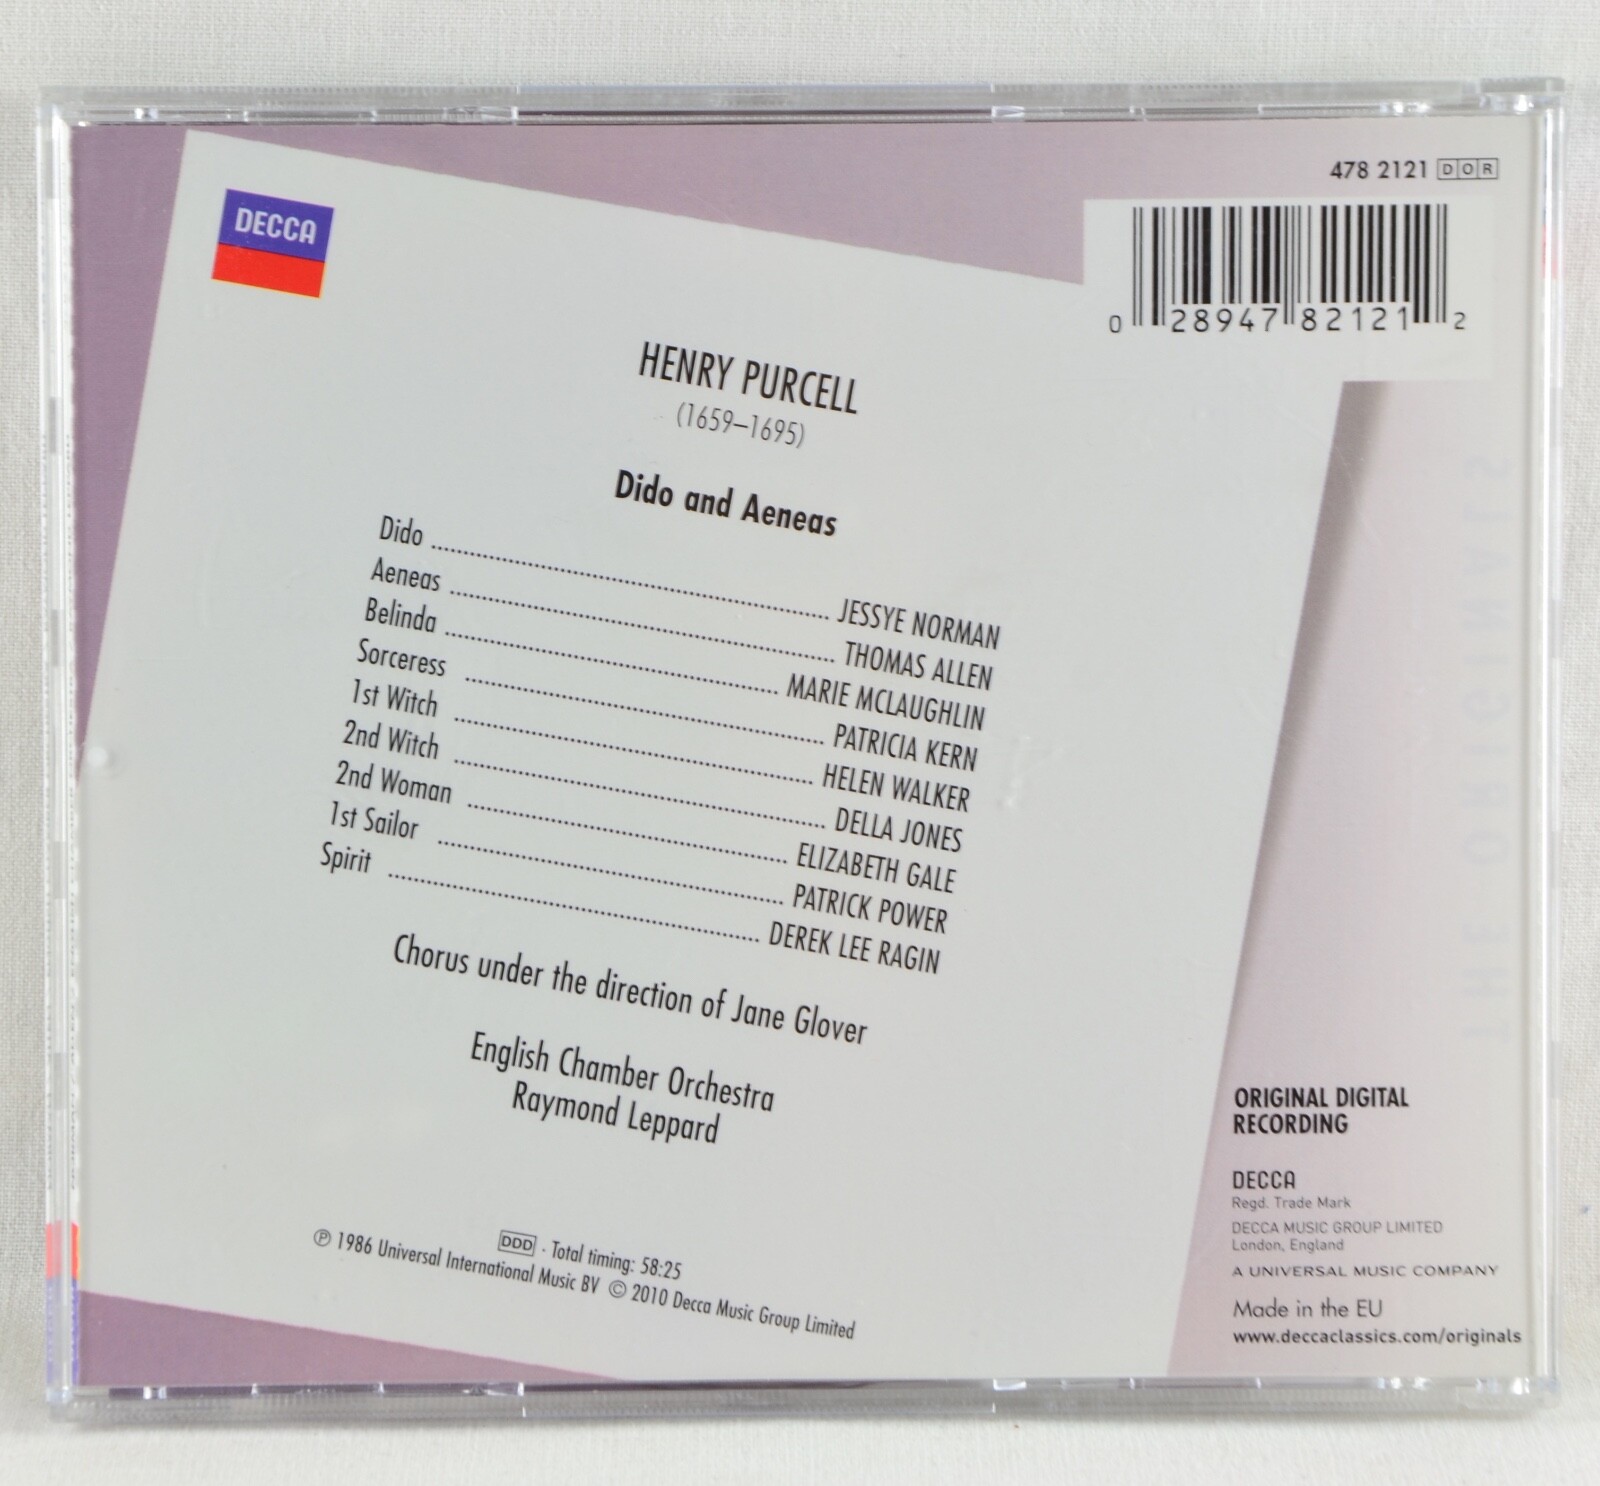 DECCA
478 2121 DOR
0 28947 82121 2
HENRY PURCELL
(1659–1695)
Dido and Aeneas
Dido ........ JESSYE NORMAN
Aeneas ........ THOMAS ALLEN
Belinda ........ MARIE MCLAUGHLIN
Sorceress ........ PATRICIA KERN
1st Witch ........ HELEN WALKER
2nd Witch ........ DELLA JONES
2nd Woman ........ ELIZABETH GALE
1st Sailor ........ PATRICK POWER
Spirit ........ DEREK LEE RAGIN
Chorus under the direction of Jane Glover
English Chamber Orchestra
Raymond Leppard
DDD · Total timing: 58:25
℗ 1986 Universal International Music BV © 2010 Decca Music Group Limited
THE ORIGINALS
ORIGINAL DIGITAL
RECORDING
DECCA
Regd. Trade Mark
DECCA MUSIC GROUP LIMITED
London, England
A UNIVERSAL MUSIC COMPANY
Made in the EU
www.deccaclassics.com/originals